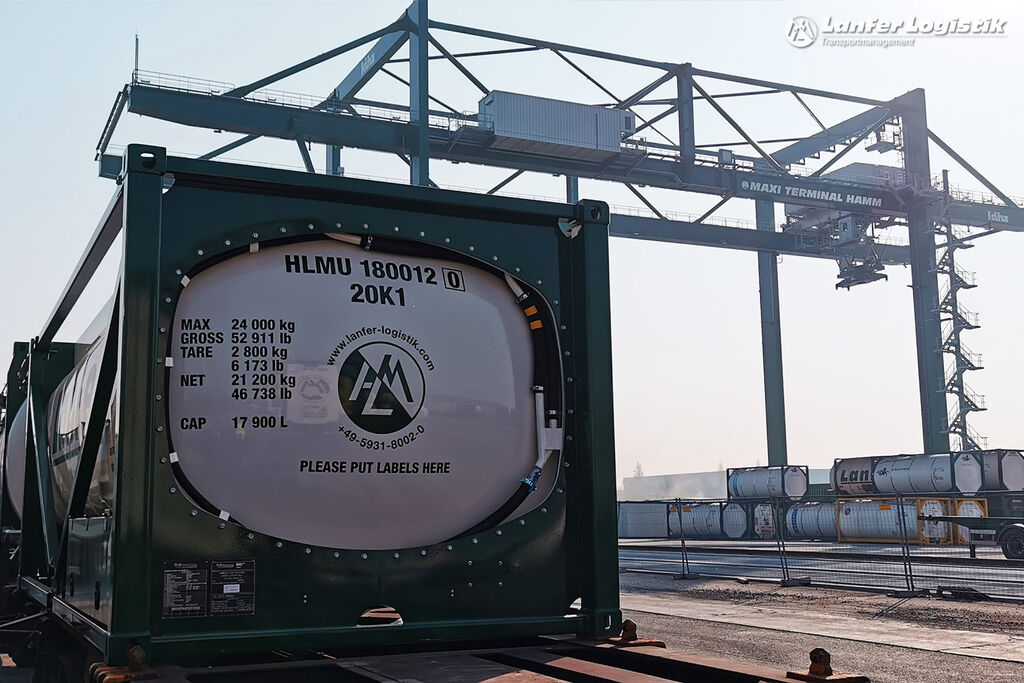 Lanfer Logistik
Transportmanagement
MAXI TERMINAL HAMM
HLMU 180012 0
20K1
MAX 24 000 kg
GROSS 52 911 lb
TARE 2 800 kg
6 173 lb
NET 21 200 kg
46 738 lb
CAP 17 900 L
www.lanfer-logistik.com
HLM
+49-5931-8002-0
PLEASE PUT LABELS HERE
Lanf